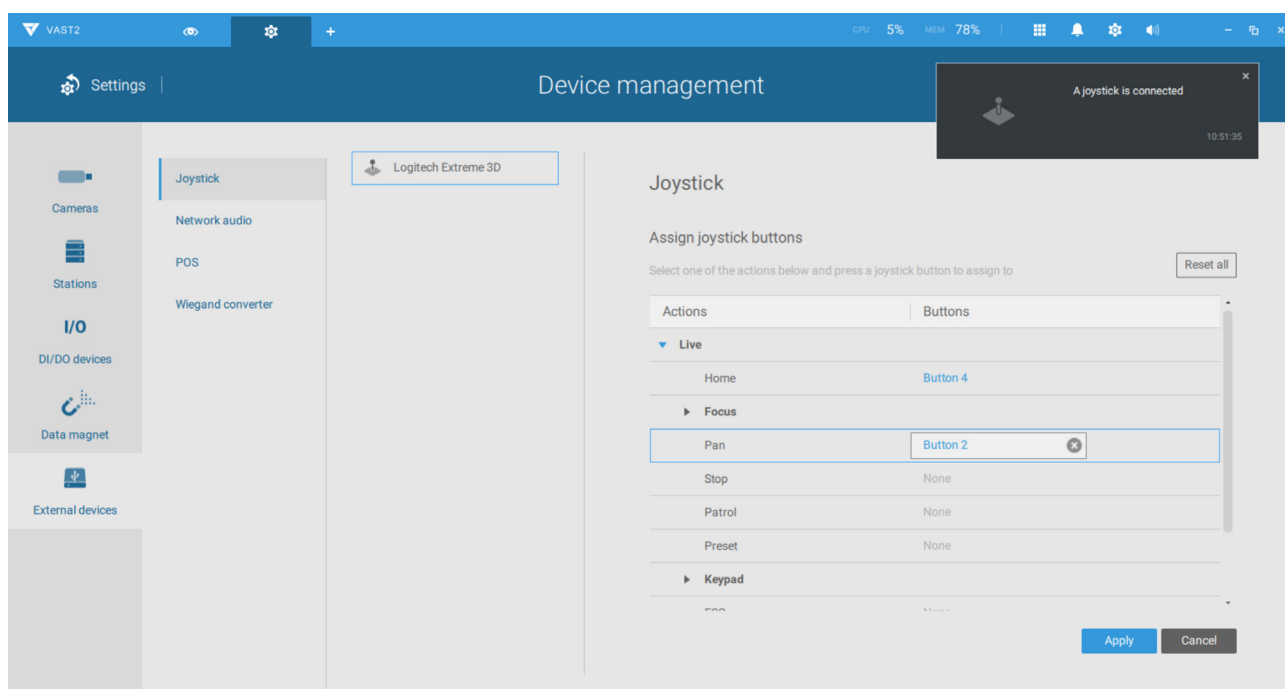 VAST2
CPU 5% MEM 78%
Settings
Device management
A joystick is connected
10:51:35
Cameras
Stations
I/O
DI/DO devices
Data magnet
External devices
Joystick
Network audio
POS
Wiegand converter
Logitech Extreme 3D
Joystick
Assign joystick buttons
Select one of the actions below and press a joystick button to assign to
Reset all
Actions Buttons
Live
Home Button 4
Focus
Pan Button 2
Stop None
Patrol None
Preset None
Keypad
Apply Cancel